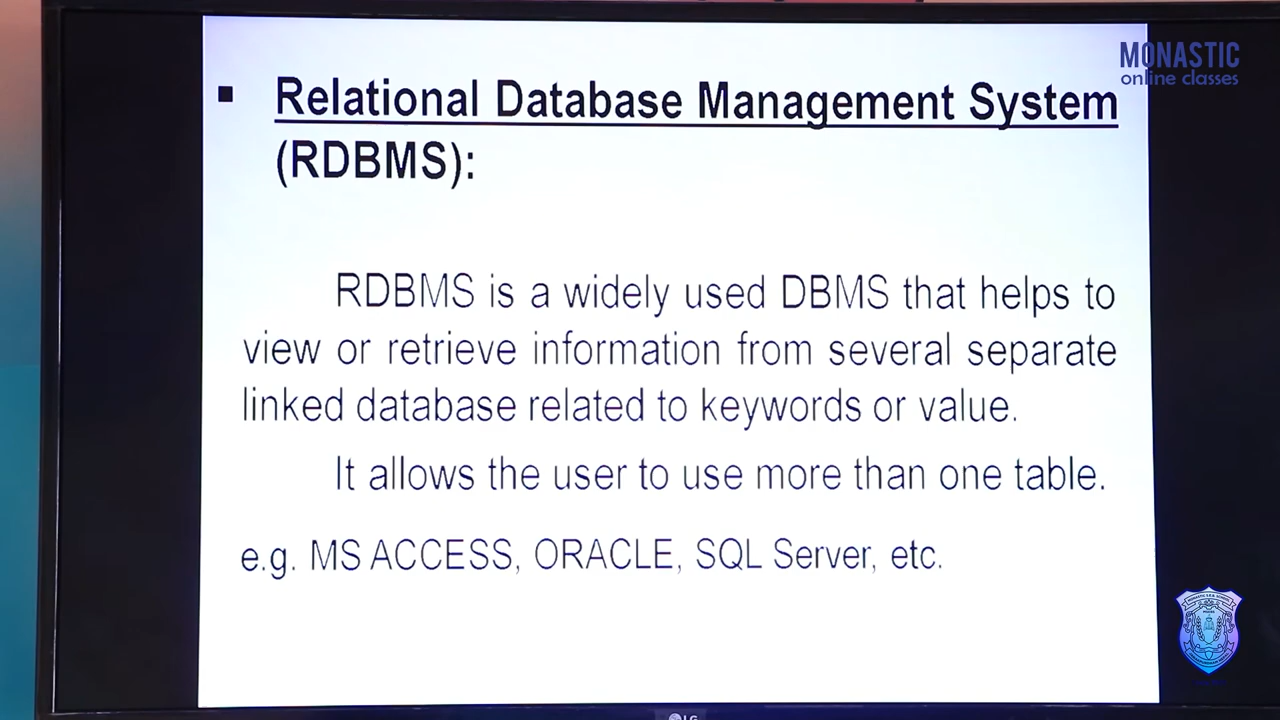 MONASTIC
online classes
▪ Relational Database Management System
(RDBMS):
RDBMS is a widely used DBMS that helps to
view or retrieve information from several separate
linked database related to keywords or value.
It allows the user to use more than one table.
e.g. MS ACCESS, ORACLE, SQL Server, etc.
LG